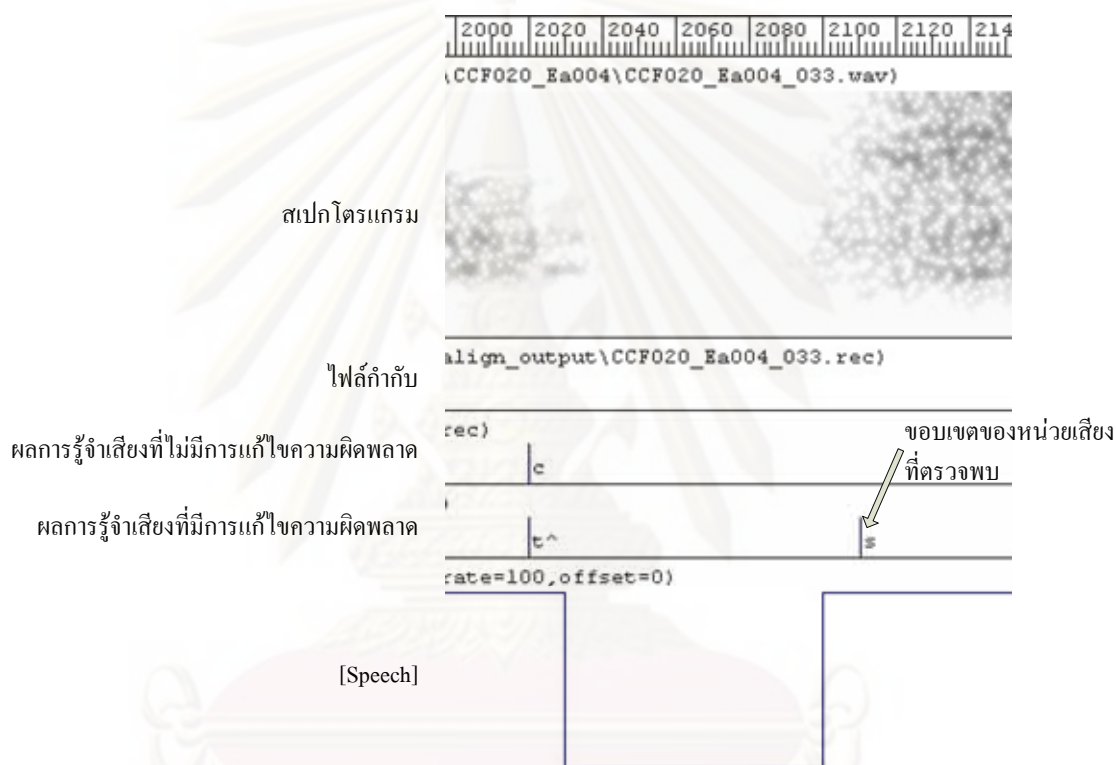 2000 2020 2040 2060 2080 2100 2120 214
\CCF020_Ea004\CCF020_Ea004_033.wav)
สเปกโตรแกรม
align_output\CCF020_Ea004_033.rec)
ไฟล์กำกับ
rec)
ขอบเขตของหน่วยเสียง
ที่ตรวจพบ
ผลการรู้จำเสียงที่ไม่มีการแก้ไขความผิดพลาด
c
)
ผลการรู้จำเสียงที่มีการแก้ไขความผิดพลาด
t^ s
rate=100,offset=0)
[Speech]